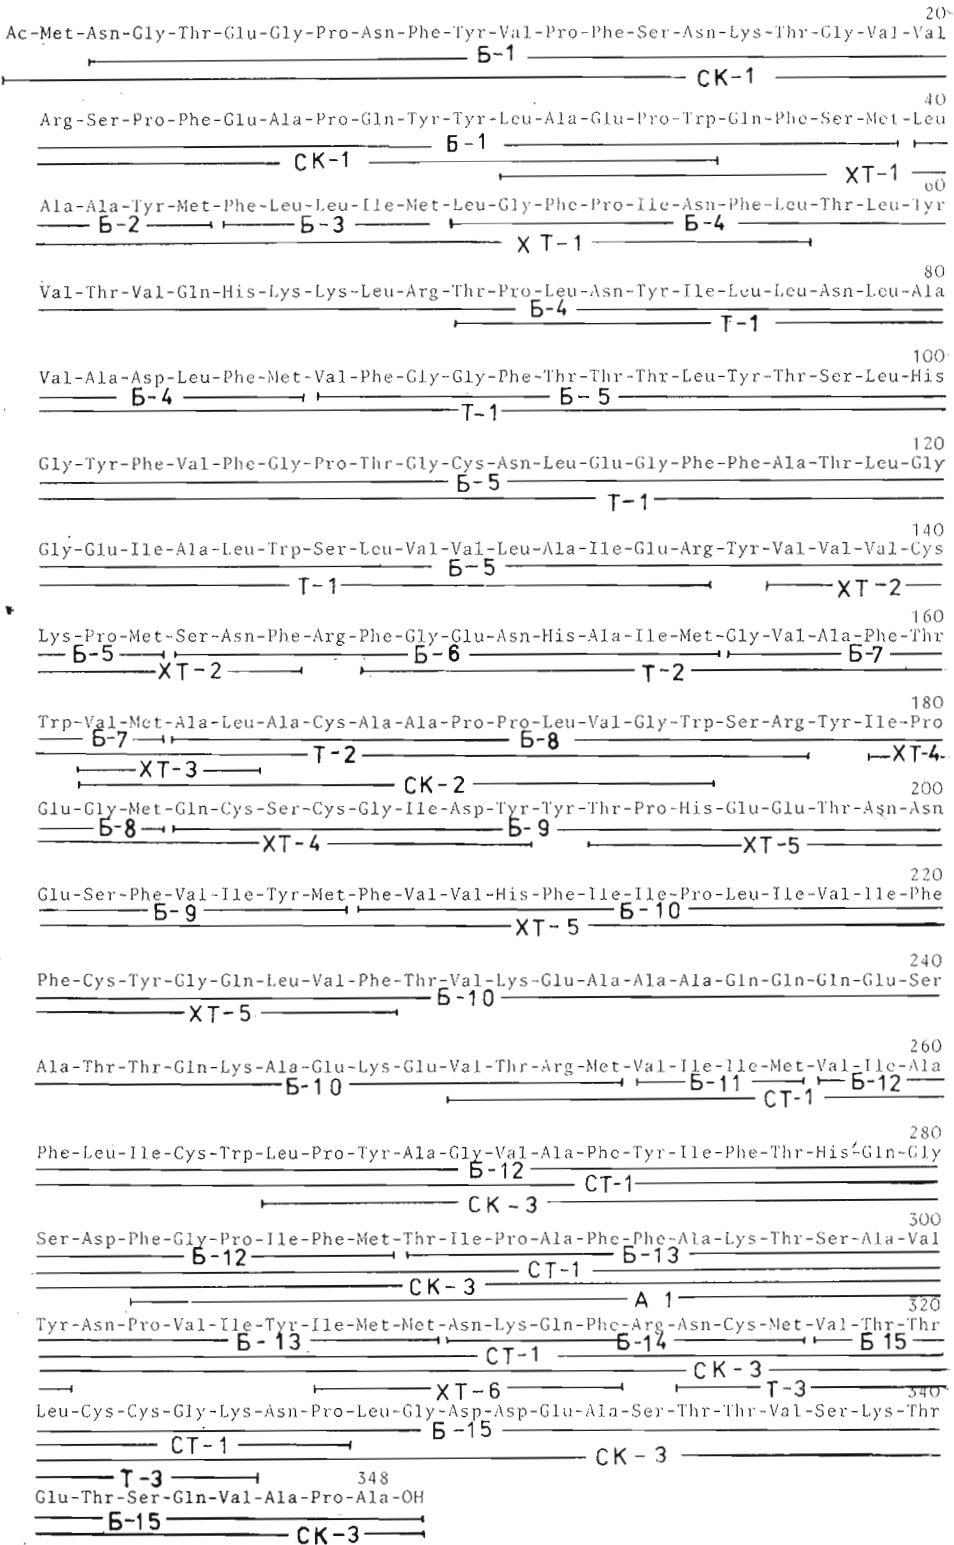 20
Ac-Met-Asn-Gly-Thr-Glu-Gly-Pro-Asn-Phe-Tyr-Val-Pro-Phe-Ser-Asn-Lys-Thr-Gly-Val-Val
Б-1
СК-1
40
Arg-Ser-Pro-Phe-Glu-Ala-Pro-Gln-Tyr-Tyr-Leu-Ala-Glu-Pro-Trp-Gln-Phe-Ser-Met-Leu
Б-1
СК-1
ХТ-1
60
Ala-Ala-Tyr-Met-Phe-Leu-Leu-Ile-Met-Leu-Gly-Phe-Pro-Ile-Asn-Phe-Leu-Thr-Leu-Tyr
Б-2 Б-3 Б-4
ХТ-1
80
Val-Thr-Val-Gln-His-Lys-Lys-Leu-Arg-Thr-Pro-Leu-Asn-Tyr-Ile-Leu-Leu-Asn-Leu-Ala
Б-4
Т-1
100
Val-Ala-Asp-Leu-Phe-Met-Val-Phe-Gly-Gly-Phe-Thr-Thr-Thr-Leu-Tyr-Thr-Ser-Leu-His
Б-4 Б-5
Т-1
120
Gly-Tyr-Phe-Val-Phe-Gly-Pro-Thr-Gly-Cys-Asn-Leu-Glu-Gly-Phe-Phe-Ala-Thr-Leu-Gly
Б-5
Т-1
140
Gly-Glu-Ile-Ala-Leu-Trp-Ser-Leu-Val-Val-Leu-Ala-Ile-Glu-Arg-Tyr-Val-Val-Val-Cys
Б-5
Т-1 ХТ-2
160
Lys-Pro-Met-Ser-Asn-Phe-Arg-Phe-Gly-Glu-Asn-His-Ala-Ile-Met-Gly-Val-Ala-Phe-Thr
Б-5 Б-6 Б-7
ХТ-2 Т-2
180
Trp-Val-Met-Ala-Leu-Ala-Cys-Ala-Ala-Pro-Pro-Leu-Val-Gly-Trp-Ser-Arg-Tyr-Ile-Pro
Б-7 Б-8
Т-2 ХТ-4
ХТ-3
СК-2
200
Glu-Gly-Met-Gln-Cys-Ser-Cys-Gly-Ile-Asp-Tyr-Tyr-Thr-Pro-His-Glu-Glu-Thr-Asn-Asn
Б-8 Б-9
ХТ-4 ХТ-5
220
Glu-Ser-Phe-Val-Ile-Tyr-Met-Phe-Val-Val-His-Phe-Ile-Ile-Pro-Leu-Ile-Val-Ile-Phe
Б-9 Б-10
ХТ-5
240
Phe-Cys-Tyr-Gly-Gln-Leu-Val-Phe-Thr-Val-Lys-Glu-Ala-Ala-Ala-Gln-Gln-Gln-Glu-Ser
Б-10
ХТ-5
260
Ala-Thr-Thr-Gln-Lys-Ala-Glu-Lys-Glu-Val-Thr-Arg-Met-Val-Ile-Ile-Met-Val-Ile-Ala
Б-10 Б-11 Б-12
СТ-1
280
Phe-Leu-Ile-Cys-Trp-Leu-Pro-Tyr-Ala-Gly-Val-Ala-Phe-Tyr-Ile-Phe-Thr-His-Gln-Gly
Б-12
СТ-1
СК-3
300
Ser-Asp-Phe-Gly-Pro-Ile-Phe-Met-Thr-Ile-Pro-Ala-Phe-Phe-Ala-Lys-Thr-Ser-Ala-Val
Б-12 Б-13
СТ-1
СК-3
А 1
320
Tyr-Asn-Pro-Val-Ile-Tyr-Ile-Met-Met-Asn-Lys-Gln-Phe-Arg-Asn-Cys-Met-Val-Thr-Thr
Б-13 Б-14 Б 15
СТ-1
СК-3
ХТ-6 Т-3
340
Leu-Cys-Cys-Gly-Lys-Asn-Pro-Leu-Gly-Asp-Asp-Glu-Ala-Ser-Thr-Thr-Val-Ser-Lys-Thr
Б-15
СТ-1
СК-3
Т-3
348
Glu-Thr-Ser-Gln-Val-Ala-Pro-Ala-OH
Б-15
СК-3